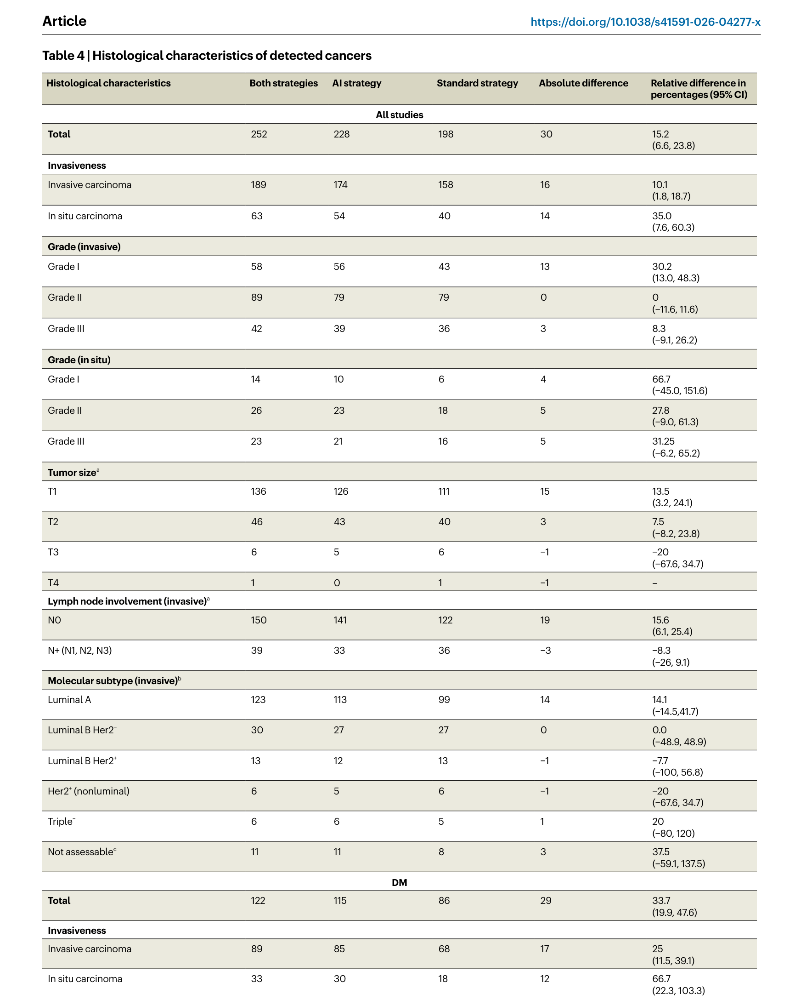 Article https://doi.org/10.1038/s41591-026-04277-x
Table 4 | Histological characteristics of detected cancers
Histological characteristics Both strategies AI strategy Standard strategy Absolute difference Relative difference in
percentages (95% CI)
All studies
Total 252 228 198 30 15.2
(6.6, 23.8)
Invasiveness
Invasive carcinoma 189 174 158 16 10.1
(1.8, 18.7)
In situ carcinoma 63 54 40 14 35.0
(7.6, 60.3)
Grade (invasive)
Grade I 58 56 43 13 30.2
(13.0, 48.3)
Grade II 89 79 79 0 0
(−11.6, 11.6)
Grade III 42 39 36 3 8.3
(−9.1, 26.2)
Grade (in situ)
Grade I 14 10 6 4 66.7
(−45.0, 151.6)
Grade II 26 23 18 5 27.8
(−9.0, 61.3)
Grade III 23 21 16 5 31.25
(−6.2, 65.2)
Tumor sizeᵃ
T1 136 126 111 15 13.5
(3.2, 24.1)
T2 46 43 40 3 7.5
(−8.2, 23.8)
T3 6 5 6 −1 −20
(−67.6, 34.7)
T4 1 0 1 −1 –
Lymph node involvement (invasive)ᵃ
N0 150 141 122 19 15.6
(6.1, 25.4)
N+ (N1, N2, N3) 39 33 36 −3 −8.3
(−26, 9.1)
Molecular subtype (invasive)ᵇ
Luminal A 123 113 99 14 14.1
(−14.5,41.7)
Luminal B Her2⁻ 30 27 27 0 0.0
(−48.9, 48.9)
Luminal B Her2⁺ 13 12 13 −1 −7.7
(−100, 56.8)
Her2⁺ (nonluminal) 6 5 6 −1 −20
(−67.6, 34.7)
Triple⁻ 6 6 5 1 20
(−80, 120)
Not assessableᶜ 11 11 8 3 37.5
(−59.1, 137.5)
DM
Total 122 115 86 29 33.7
(19.9, 47.6)
Invasiveness
Invasive carcinoma 89 85 68 17 25
(11.5, 39.1)
In situ carcinoma 33 30 18 12 66.7
(22.3, 103.3)